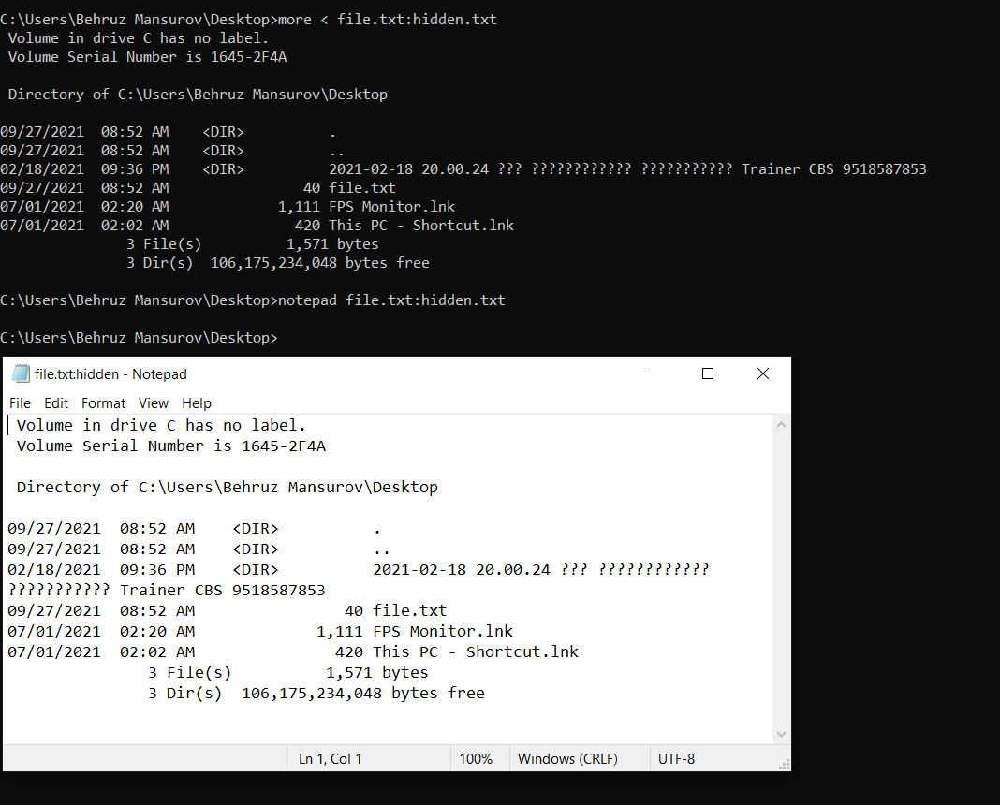 C:\Users\Behruz Mansurov\Desktop>more < file.txt:hidden.txt
 Volume in drive C has no label.
 Volume Serial Number is 1645-2F4A

 Directory of C:\Users\Behruz Mansurov\Desktop

09/27/2021  08:52 AM    <DIR>          .
09/27/2021  08:52 AM    <DIR>          ..
02/18/2021  09:36 PM    <DIR>          2021-02-18 20.00.24 ??? ???????????? ??????????? Trainer CBS 9518587853
09/27/2021  08:52 AM                40 file.txt
07/01/2021  02:20 AM             1,111 FPS Monitor.lnk
07/01/2021  02:02 AM               420 This PC - Shortcut.lnk
               3 File(s)          1,571 bytes
               3 Dir(s)  106,175,234,048 bytes free

C:\Users\Behruz Mansurov\Desktop>notepad file.txt:hidden.txt

C:\Users\Behruz Mansurov\Desktop>
file.txt:hidden - Notepad
File Edit Format View Help
 Volume in drive C has no label.
 Volume Serial Number is 1645-2F4A

 Directory of C:\Users\Behruz Mansurov\Desktop

09/27/2021  08:52 AM    <DIR>          .
09/27/2021  08:52 AM    <DIR>          ..
02/18/2021  09:36 PM    <DIR>          2021-02-18 20.00.24 ??? ????????????
??????????? Trainer CBS 9518587853
09/27/2021  08:52 AM                40 file.txt
07/01/2021  02:20 AM             1,111 FPS Monitor.lnk
07/01/2021  02:02 AM               420 This PC - Shortcut.lnk
               3 File(s)          1,571 bytes
               3 Dir(s)  106,175,234,048 bytes free
Ln 1, Col 1 100% Windows (CRLF) UTF-8